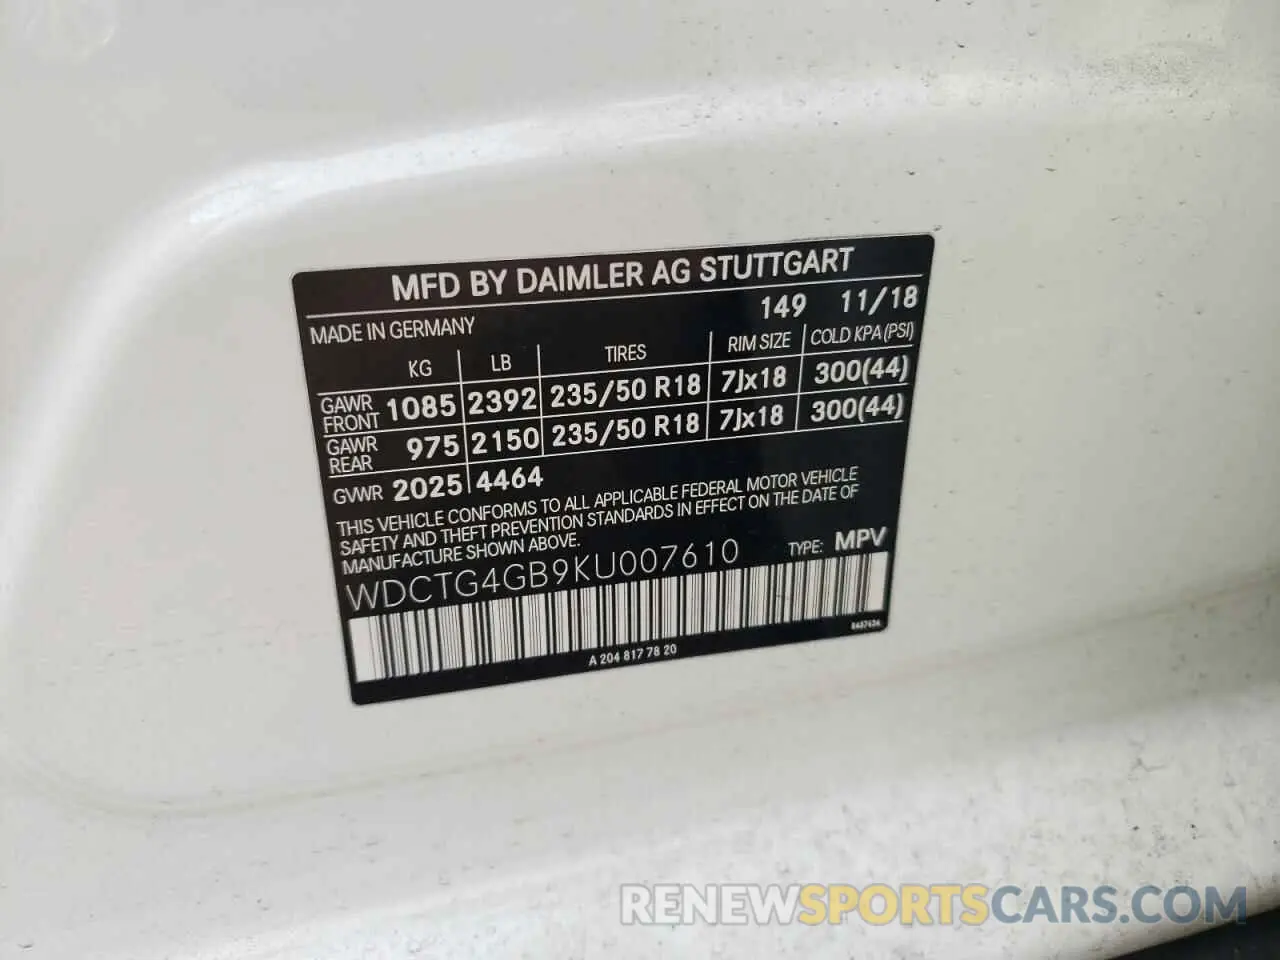 MFD BY DAIMLER AG STUTTGART
149 11/18
MADE IN GERMANY
KG LB TIRES RIM SIZE COLD KPA (PSI)
GAWR FRONT 1085 2392 235/50 R18 7Jx18 300(44)
GAWR REAR 975 2150 235/50 R18 7Jx18 300(44)
GVWR 2025 4464
THIS VEHICLE CONFORMS TO ALL APPLICABLE FEDERAL MOTOR VEHICLE
SAFETY AND THEFT PREVENTION STANDARDS IN EFFECT ON THE DATE OF
MANUFACTURE SHOWN ABOVE.
WDCTG4GB9KU007610 TYPE: MPV
A 204 817 78 20
RENEWSPORTSCARS.COM